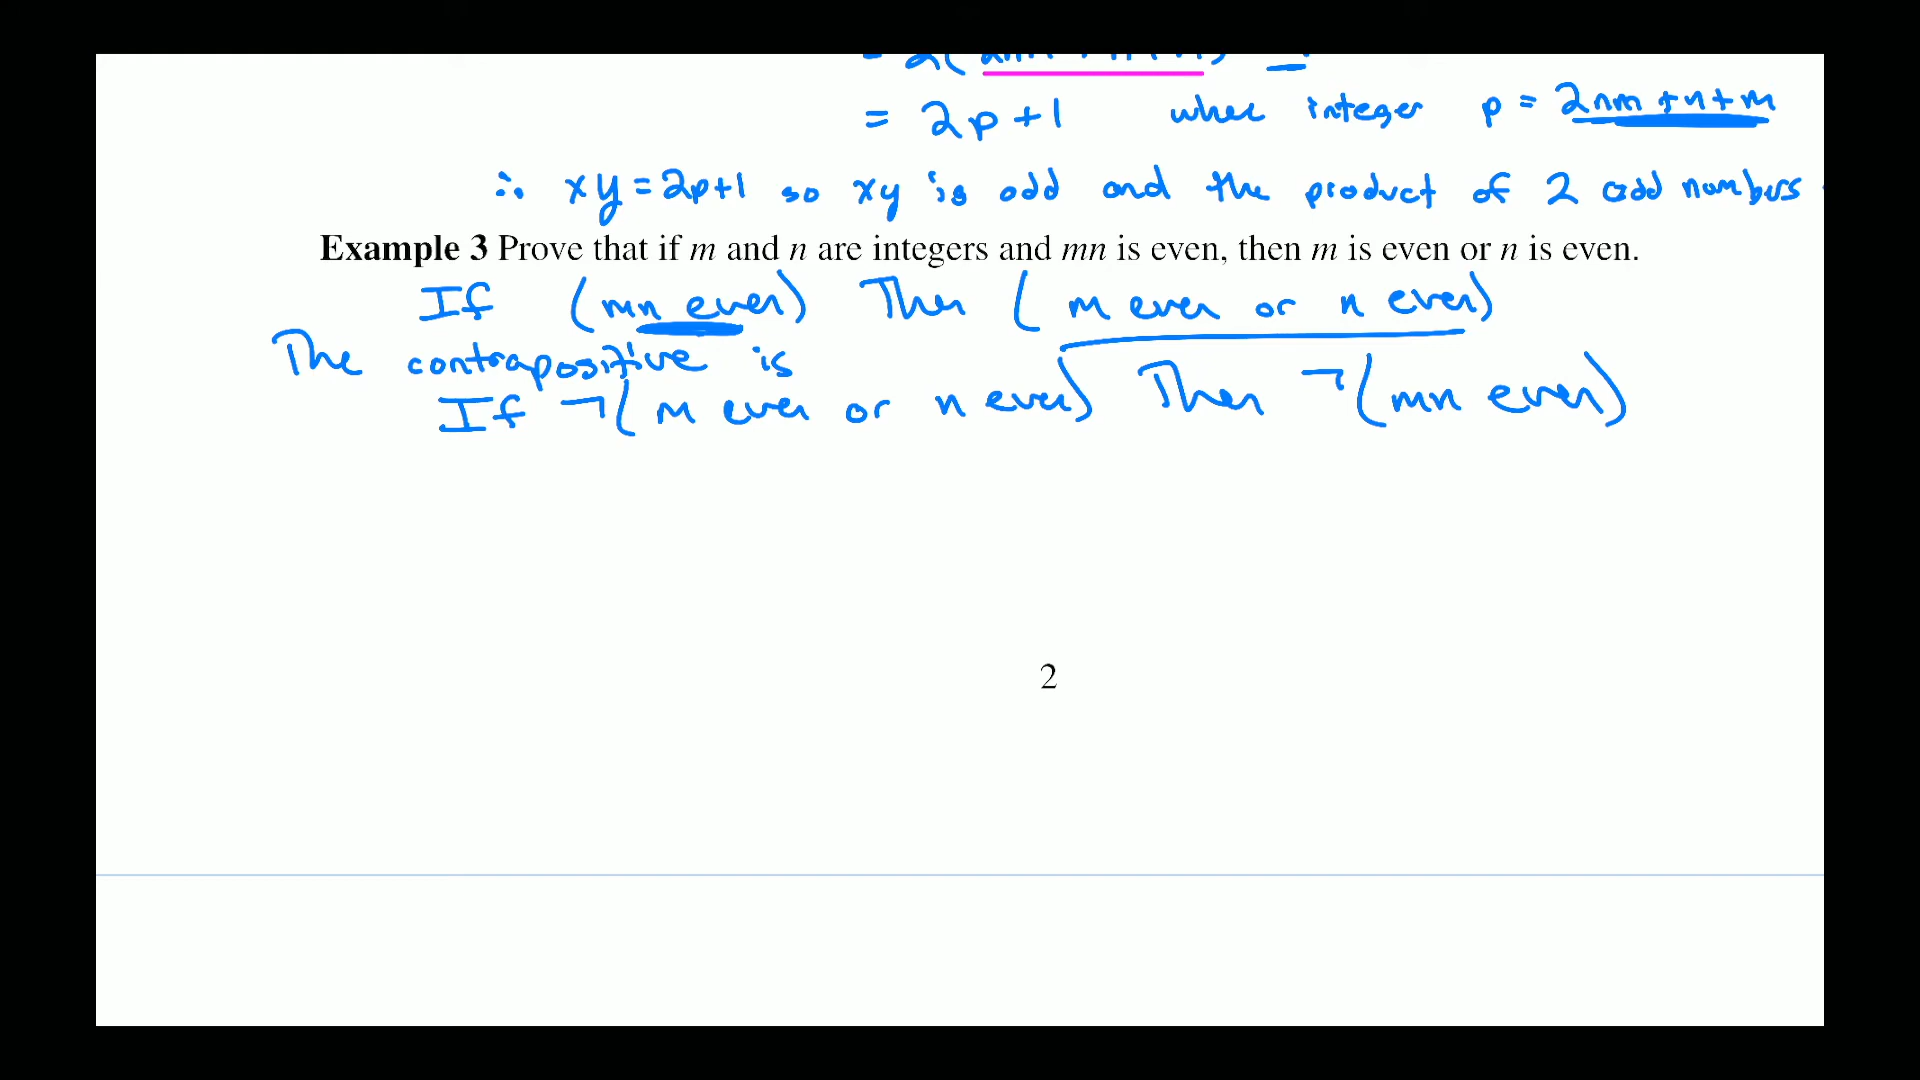 = 2(
= 2p+1 where integer p = 2nm+n+m
∴ xy=2p+1 so xy is odd and the product of 2 odd numbers
Example 3 Prove that if m and n are integers and mn is even, then m is even or n is even.
If (mn even) Then (m even or n even)
The contrapositive is
If ¬(m even or n even) Then ¬(mn even)
2